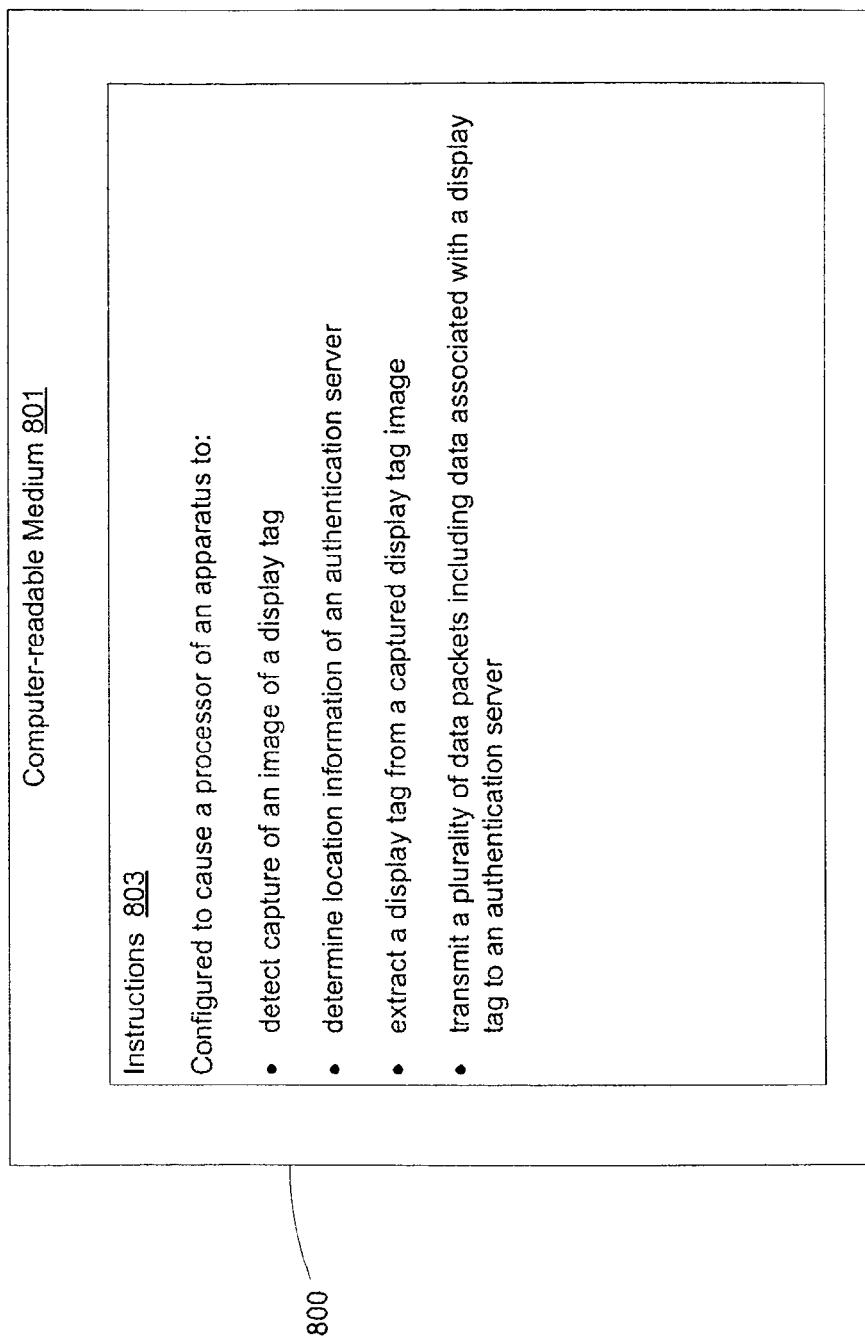 Computer-readable Medium 801
Instructions 803
Configured to cause a processor of an apparatus to:
• detect capture of an image of a display tag
• determine location information of an authentication server
• extract a display tag from a captured display tag image
• transmit a plurality of data packets including data associated with a display
tag to an authentication server
800